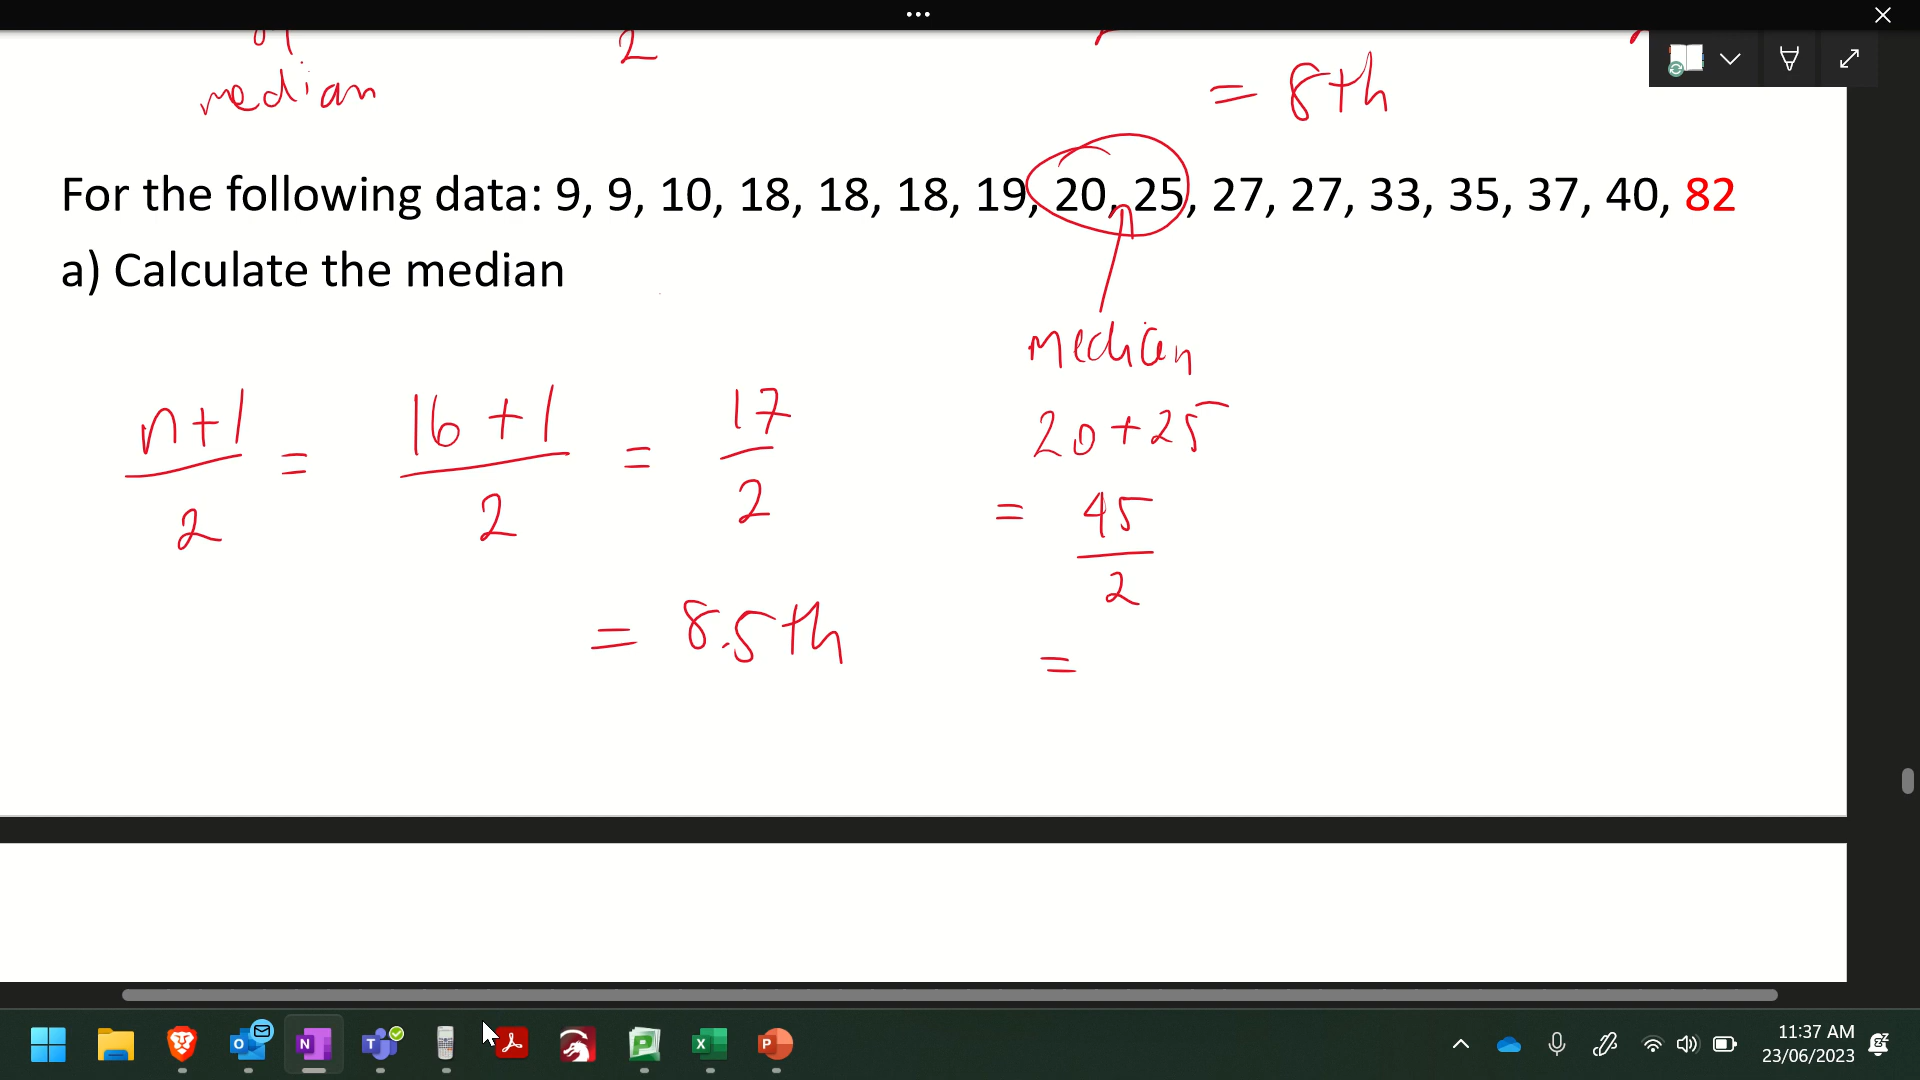 2
median
= 8th
For the following data: 9, 9, 10, 18, 18, 18, 19, 20, 25, 27, 27, 33, 35, 37, 40, 82
a) Calculate the median
median
n+1 = 16+1 = 17
2 2 2
20+25
= 45
2
= 8.5th
=
11:37 AM
23/06/2023